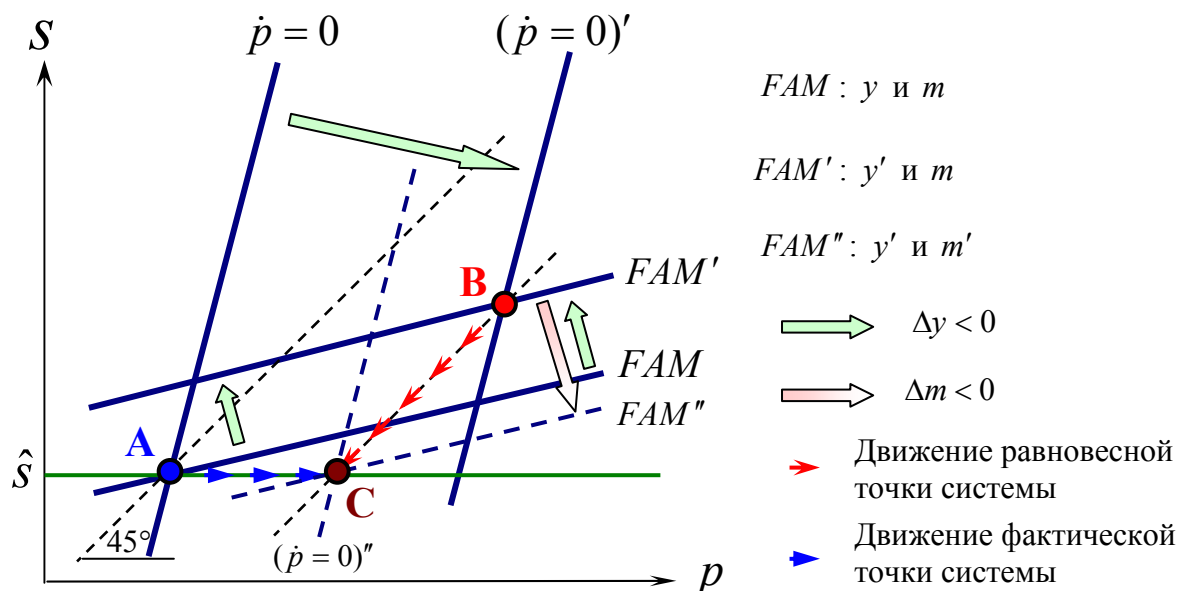 s
ṗ = 0
(ṗ = 0)′
FAM : y и m
FAM′ : y′ и m
FAM″ : y′ и m′
B
FAM′
Δy < 0
FAM
Δm < 0
FAM″
A
ŝ
C
Движение равновесной
точки системы
45°
(ṗ = 0)″
Движение фактической
точки системы
p